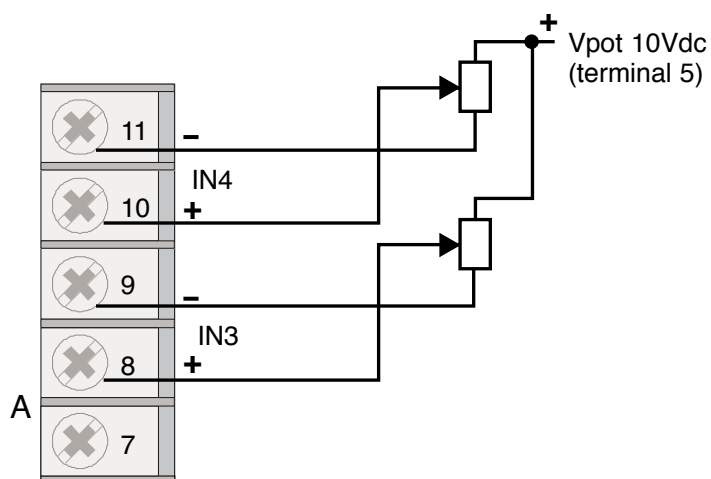 +
Vpot 10Vdc
(terminal 5)
11 –
IN4
10 +
9 –
IN3
8 +
A
7